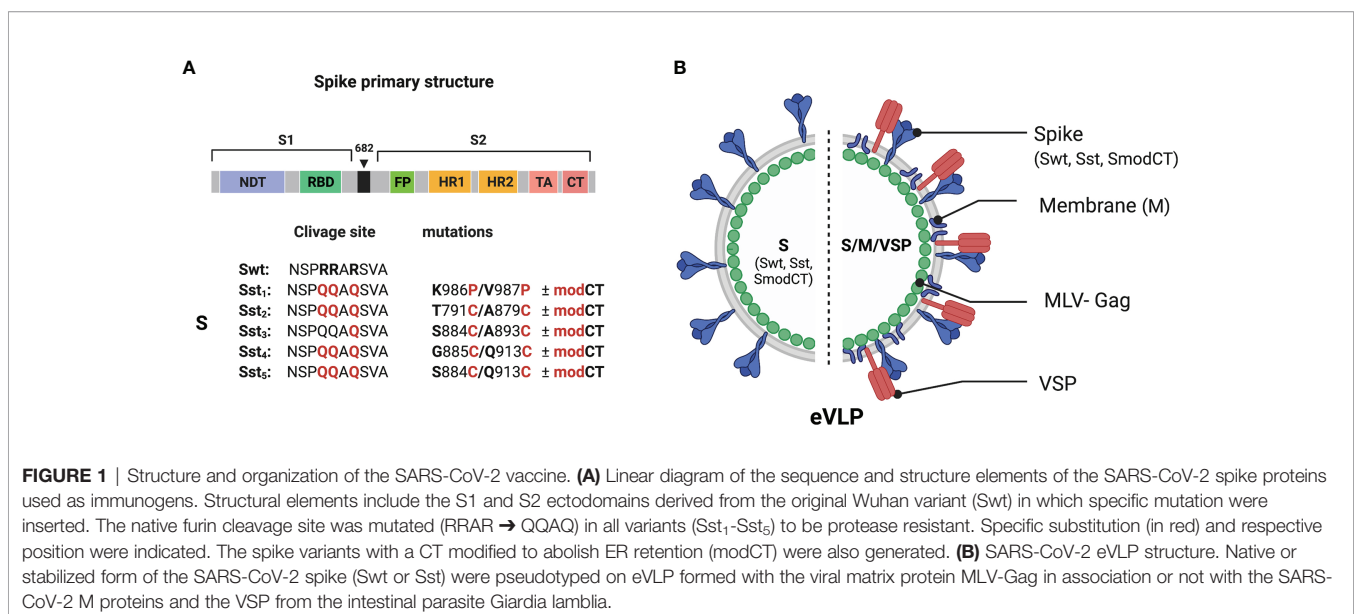 A
Spike primary structure
S1
682
S2
NDT
RBD
FP
HR1
HR2
TA
CT
Clivage site
mutations
Swt: NSPRRARSVA
Sst₁: NSPQQAQSVA K986P/V987P ± modCT
Sst₂: NSPQQAQSVA T791C/A879C ± modCT
S
Sst₃: NSPQQAQSVA S884C/A893C ± modCT
Sst₄: NSPQQAQSVA G885C/Q913C ± modCT
Sst₅: NSPQQAQSVA S884C/Q913C ± modCT
B
S
(Swt, Sst,
SmodCT)
S/M/VSP
Spike
(Swt, Sst, SmodCT)
Membrane (M)
MLV- Gag
VSP
eVLP
FIGURE 1 | Structure and organization of the SARS-CoV-2 vaccine. (A) Linear diagram of the sequence and structure elements of the SARS-CoV-2 spike proteins
used as immunogens. Structural elements include the S1 and S2 ectodomains derived from the original Wuhan variant (Swt) in which specific mutation were
inserted. The native furin cleavage site was mutated (RRAR ➔ QQAQ) in all variants (Sst₁-Sst₅) to be protease resistant. Specific substitution (in red) and respective
position were indicated. The spike variants with a CT modified to abolish ER retention (modCT) were also generated. (B) SARS-CoV-2 eVLP structure. Native or
stabilized form of the SARS-CoV-2 spike (Swt or Sst) were pseudotyped on eVLP formed with the viral matrix protein MLV-Gag in association or not with the SARS-
CoV-2 M proteins and the VSP from the intestinal parasite Giardia lamblia.